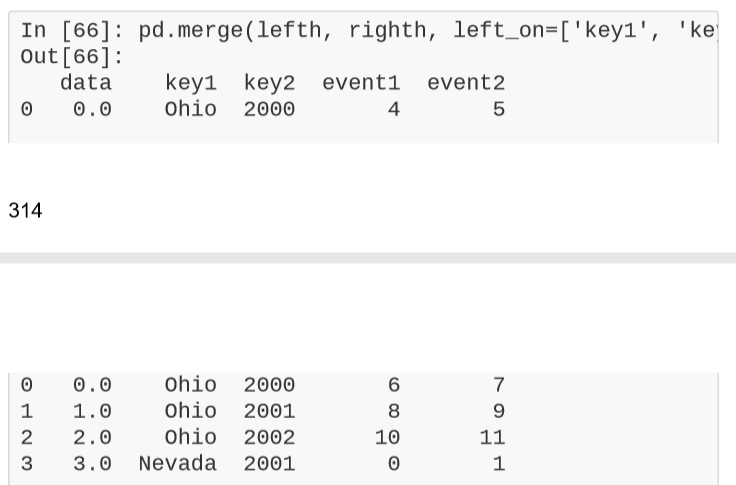 In [66]: pd.merge(lefth, righth, left_on=['key1', 'key
Out[66]:
   data    key1  key2  event1  event2
0   0.0    Ohio  2000       4       5
314
0   0.0    Ohio  2000       6       7
1   1.0    Ohio  2001       8       9
2   2.0    Ohio  2002      10      11
3   3.0  Nevada  2001       0       1